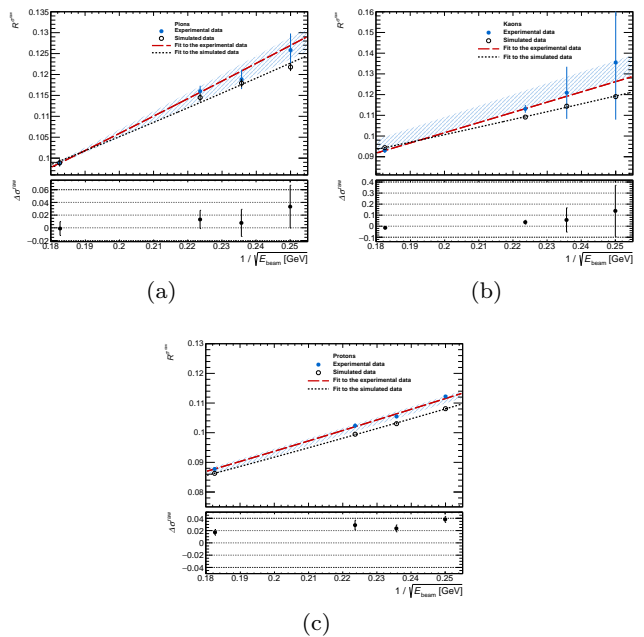 Pions
Experimental data
Simulated data
Fit to the experimental data
Fit to the simulated data
0.135
0.13
0.125
0.12
0.115
0.11
0.105
0.1
0.06
0.04
0.02
0
−0.02
Δσ^raw
0.18 0.19 0.2 0.21 0.22 0.23 0.24 0.25
1 / √E_beam [GeV]
(a)
Kaons
Experimental data
Simulated data
Fit to the experimental data
Fit to the simulated data
0.16
0.15
0.14
0.13
0.12
0.11
0.1
0.09
0.4
0.3
0.2
0.1
0
−0.1
Δσ^raw
0.18 0.19 0.2 0.21 0.22 0.23 0.24 0.25
1 / √E_beam [GeV]
(b)
Protons
Experimental data
Simulated data
Fit to the experimental data
Fit to the simulated data
0.13
0.12
0.11
0.1
0.09
0.08
0.04
0.02
0
−0.02
−0.04
Δσ^raw
0.18 0.19 0.2 0.21 0.22 0.23 0.24 0.25
1 / √E_beam [GeV]
(c)